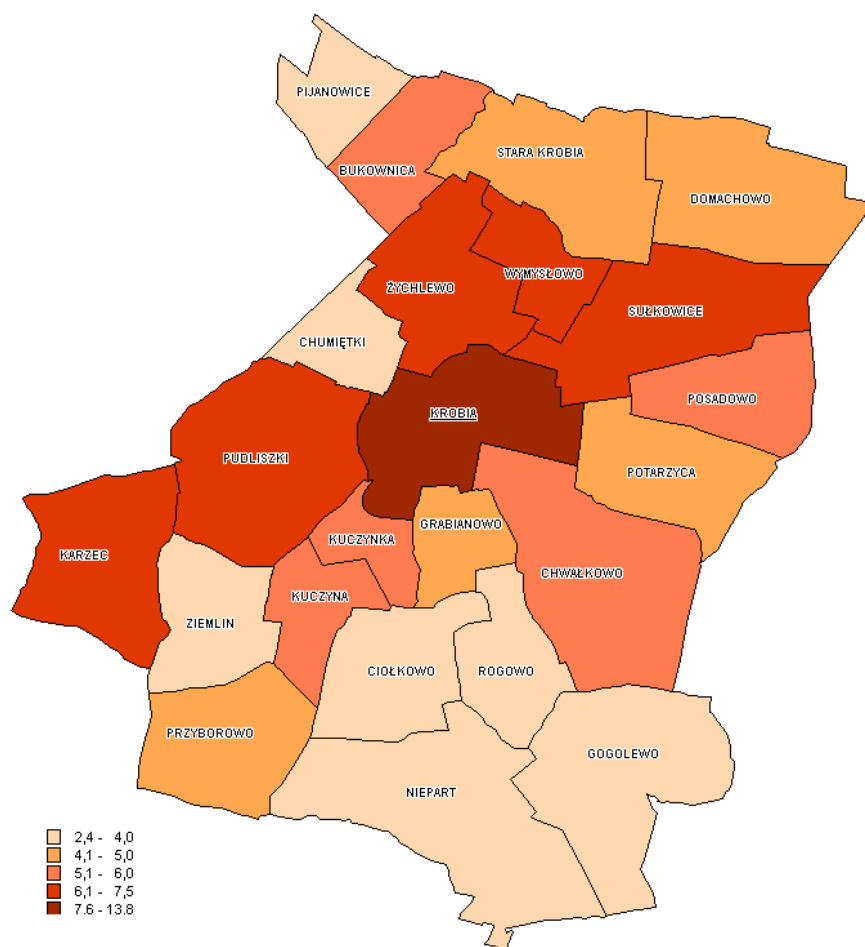 PIJANOWICE
BUKOWNICA
STARA KROBIA
DOMACHOWO
ŻYCHLEWO
WYMYSŁOWO
SUŁKOWICE
CHUMIĘTKI
POSADOWO
KROBIA
PUDLISZKI
POTARZYCA
GRABIANOWO
KUCZYNKA
KARZEC
CHWAŁKOWO
KUCZYNA
ZIEMLIN
CIOŁKOWO
ROGOWO
PRZYBOROWO
GOGOLEWO
NIEPART
2,4 - 4,0
4,1 - 5,0
5,1 - 6,0
6,1 - 7,5
7.6 - 13.8